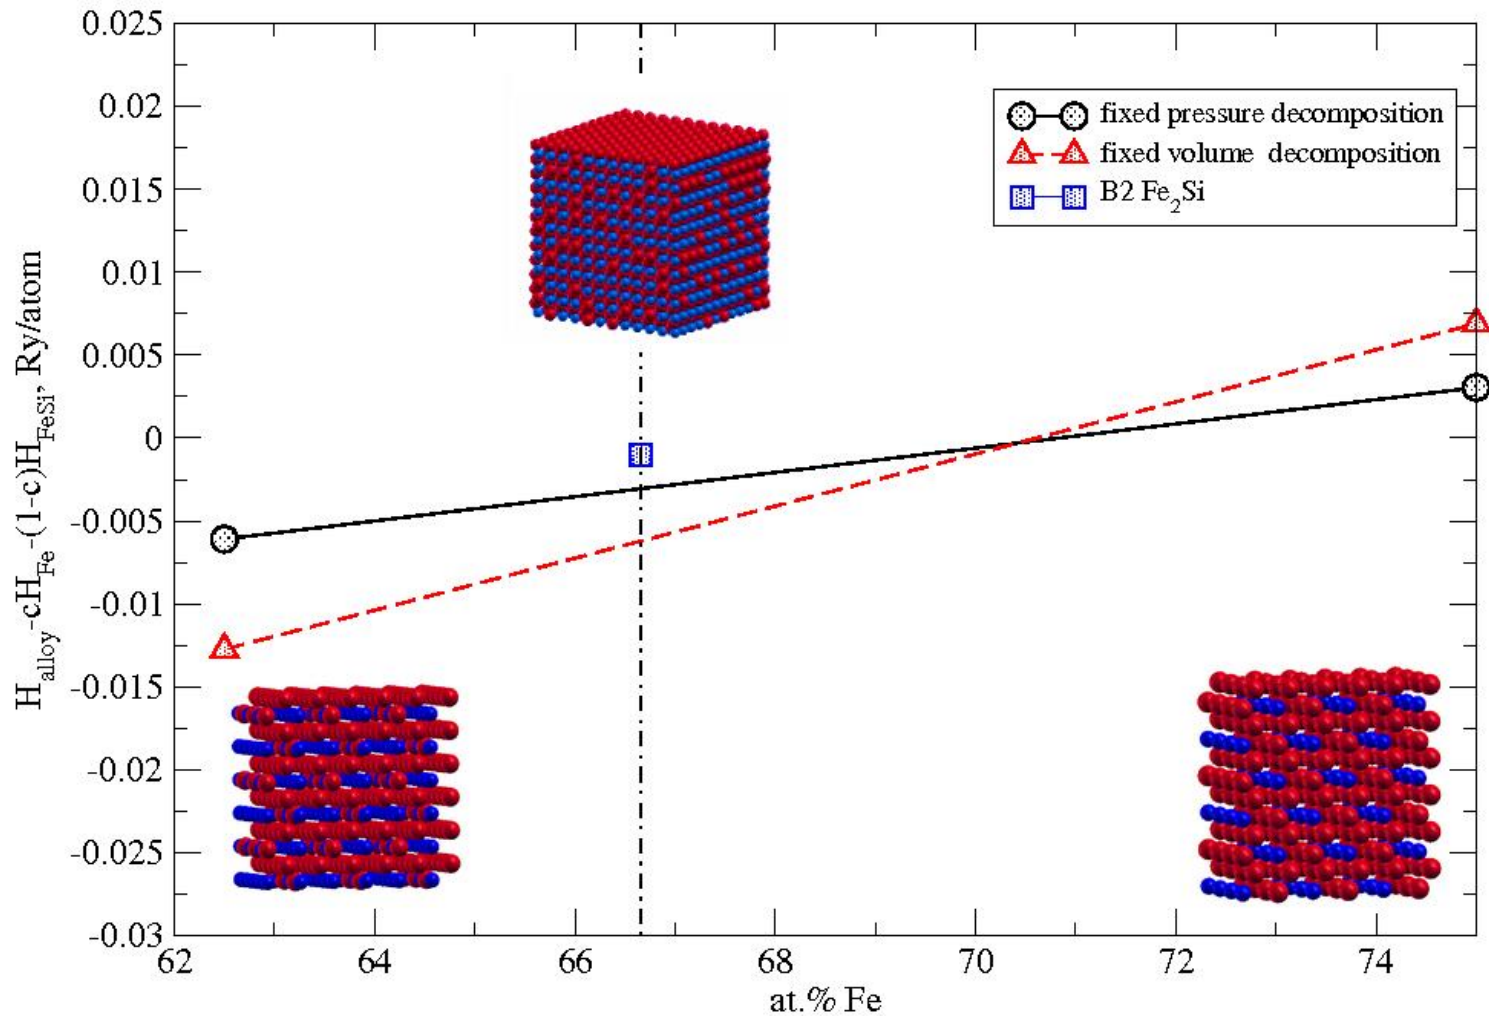 0.025
0.02
0.015
0.01
0.005
0
-0.005
-0.01
-0.015
-0.02
-0.025
-0.03
H_alloy-cH_Fe-(1-c)H_FeSi, Ry/atom
fixed pressure decomposition
fixed volume decomposition
B2 Fe_2Si
62 64 66 68 70 72 74
at.% Fe